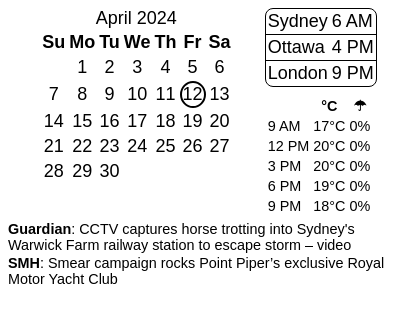 April 2024
Su Mo Tu We Th Fr Sa
1 2 3 4 5 6
7 8 9 10 11 12 13
14 15 16 17 18 19 20
21 22 23 24 25 26 27
28 29 30
Sydney 6 AM
Ottawa 4 PM
London 9 PM
°C ☂
9 AM 17°C 0%
12 PM 20°C 0%
3 PM 20°C 0%
6 PM 19°C 0%
9 PM 18°C 0%
Guardian: CCTV captures horse trotting into Sydney's
Warwick Farm railway station to escape storm – video
SMH: Smear campaign rocks Point Piper’s exclusive Royal
Motor Yacht Club